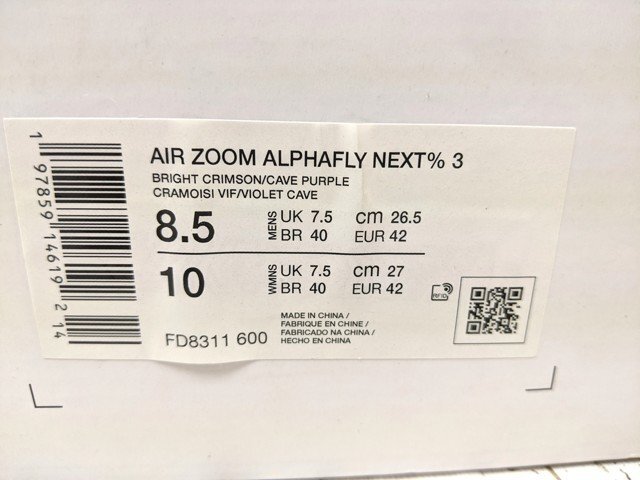 AIR ZOOM ALPHAFLY NEXT% 3
BRIGHT CRIMSON/CAVE PURPLE
CRAMOISI VIF/VIOLET CAVE
8.5 MENS UK 7.5 cm 26.5
BR 40 EUR 42
10 WMNS UK 7.5 cm 27
BR 40 EUR 42
RFID
FD8311 600
MADE IN CHINA /
FABRIQUE EN CHINE /
FABRICADO NA CHINA /
HECHO EN CHINA
1 97859 14619 2 14